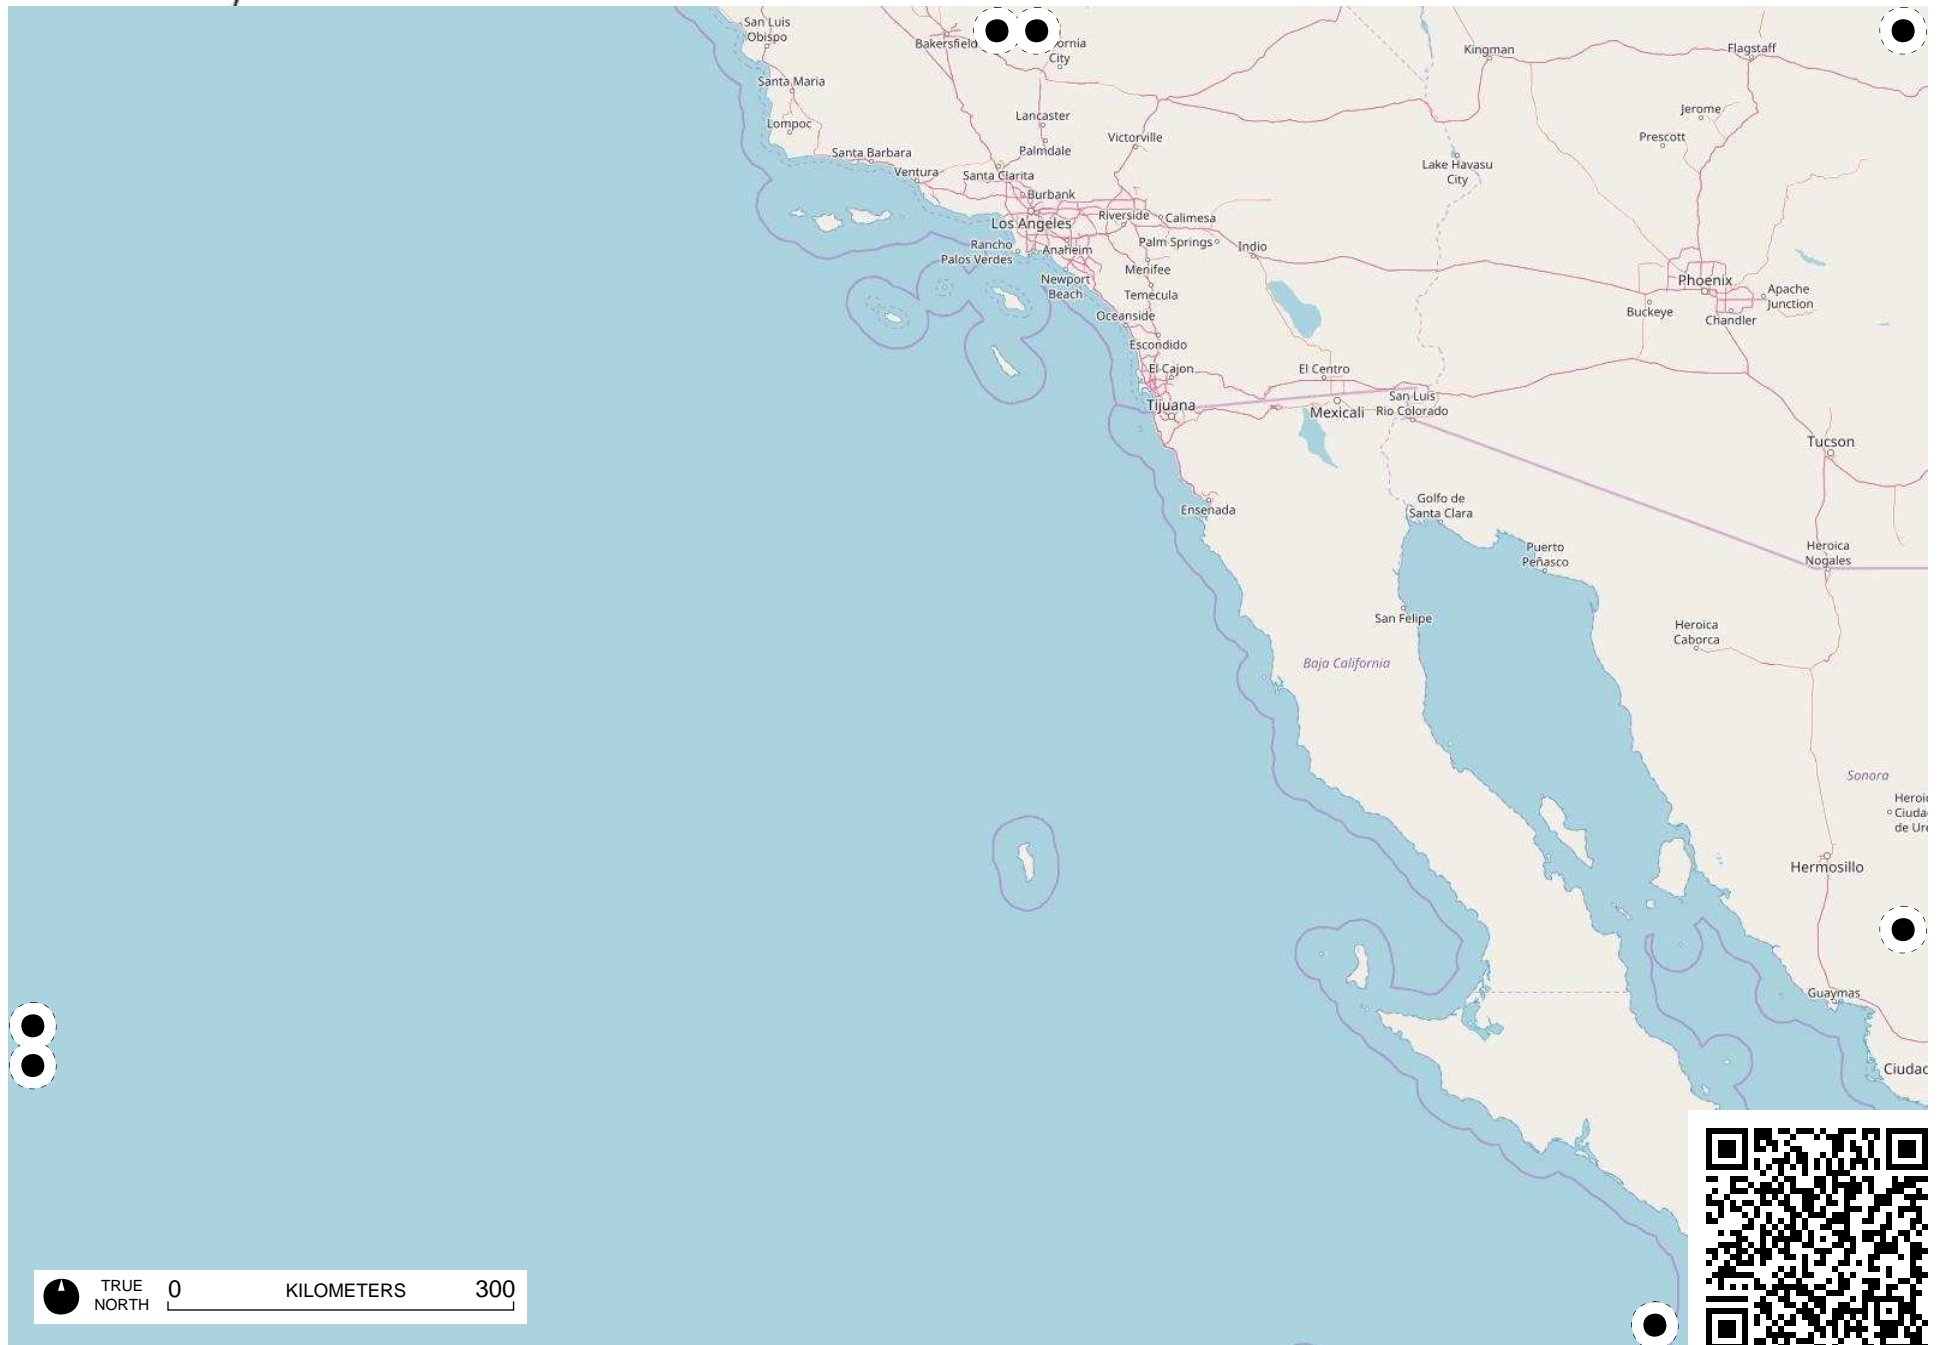 San Luis
Obispo
Bakersfield
City
Kingman
Flagstaff
Santa Maria
Jerome
Lancaster
Lompoc
Victorville
Prescott
Santa Barbara
Palmdale
Lake Havasu
City
Ventura
Santa Clarita
Burbank
Los Angeles
Riverside
Calimesa
Rancho
Palos Verdes
Anaheim
Palm Springs
Indio
Menifee
Newport
Beach
Temecula
Phoenix
Apache
Junction
Oceanside
Buckeye
Chandler
Escondido
El Cajon
El Centro
Tijuana
Mexicali
San Luis
Rio Colorado
Tucson
Ensenada
Golfo de
Santa Clara
Puerto
Peñasco
Heroica
Nogales
San Felipe
Heroica
Caborca
Baja California
Sonora
Hermosillo
Guaymas
TRUE
NORTH
0 KILOMETERS 300